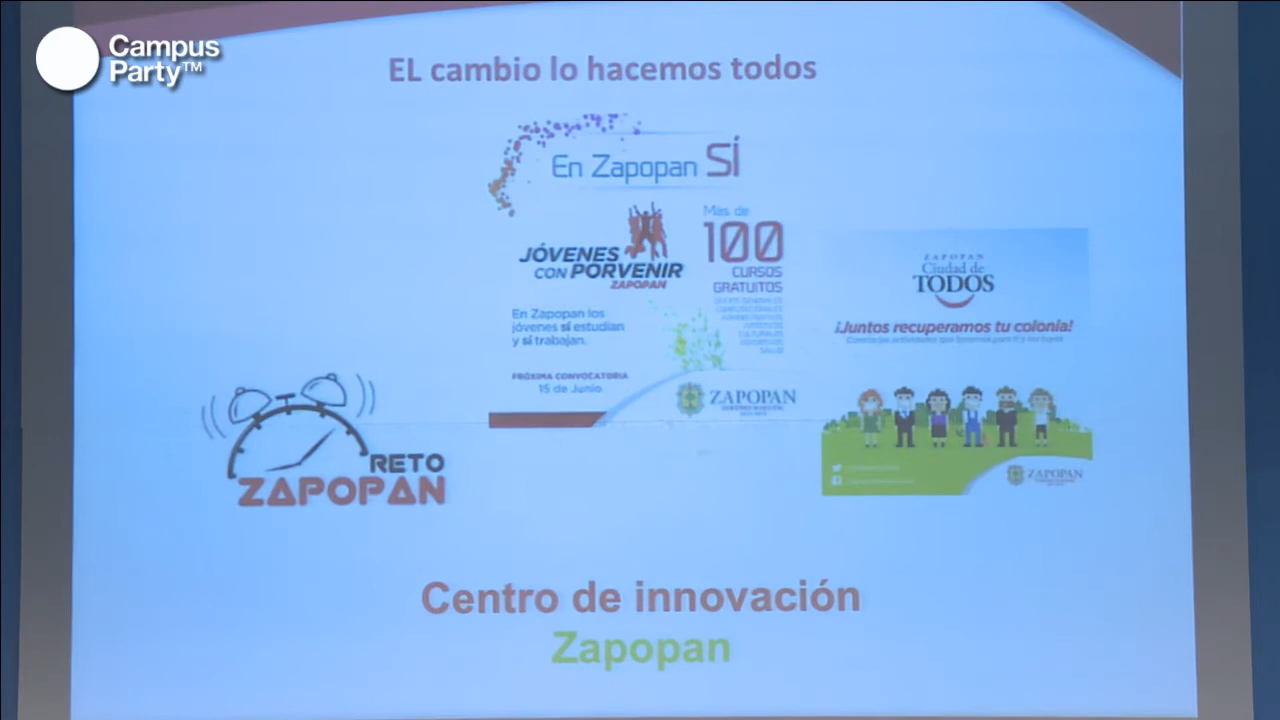 Campus
Party™
EL cambio lo hacemos todos
En Zapopan SÍ
JÓVENES
CON PORVENIR
ZAPOPAN
En Zapopan los
jóvenes sí estudian
y sí trabajan.
PRÓXIMA CONVOCATORIA
15 de Junio
Más de
100
CURSOS
GRATUITOS
ZAPOPAN
ZAPOPAN
Ciudad de
TODOS
¡Juntos recuperamos tu colonia!
ZAPOPAN
RETO
ZAPOPAN
Centro de innovación
Zapopan